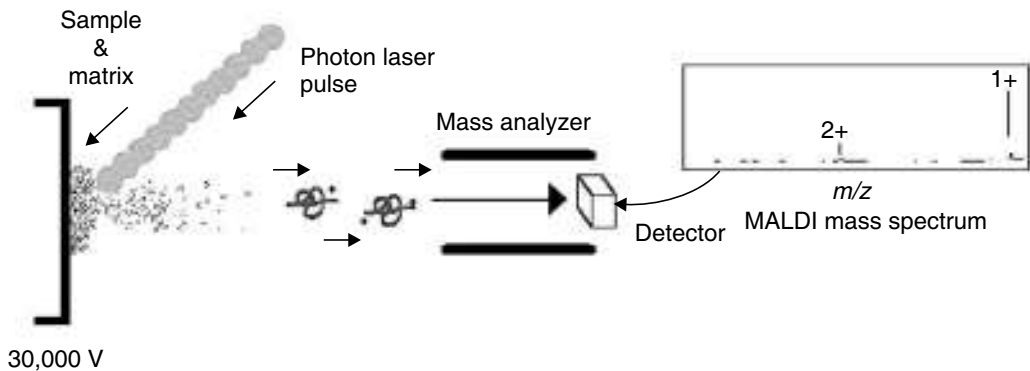 Sample
&
matrix
Photon laser
pulse
Mass analyzer
1+
2+
m/z
MALDI mass spectrum
Detector
30,000 V